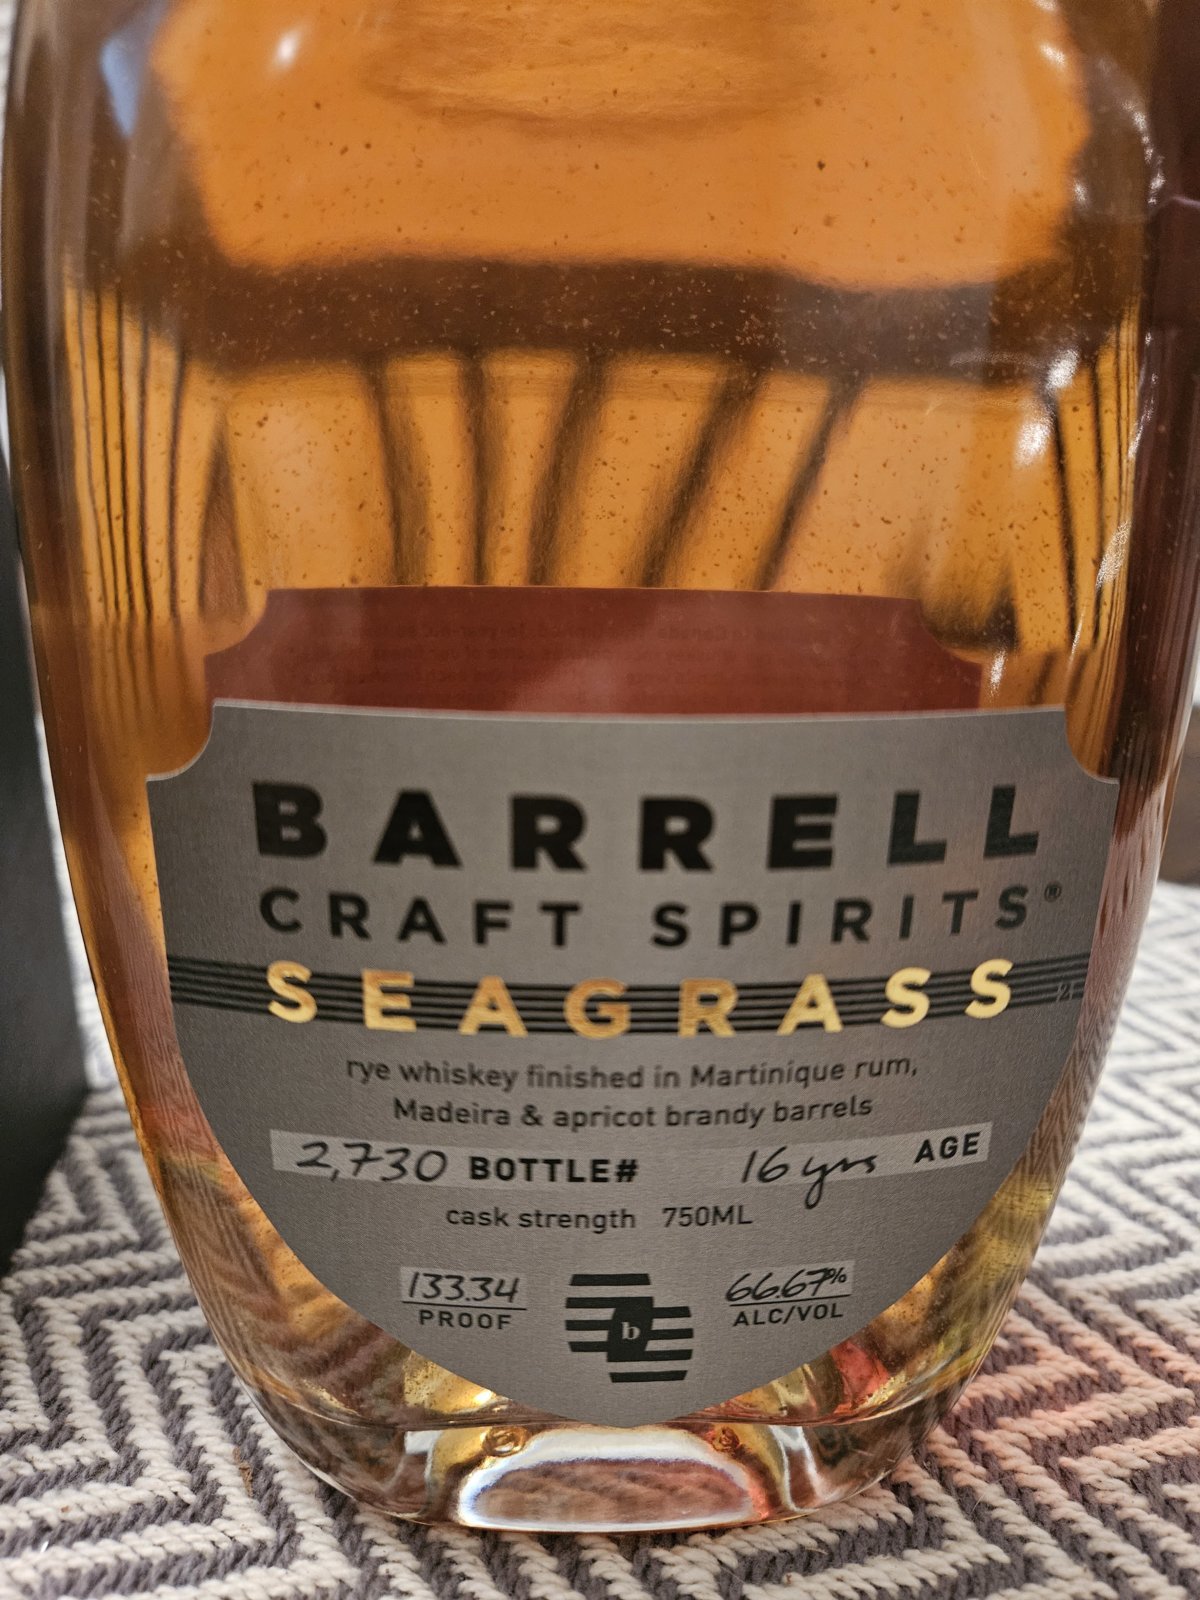 BARRELL
CRAFT SPIRITS®
SEAGRASS
rye whiskey finished in Martinique rum,
Madeira & apricot brandy barrels
2,730 BOTTLE# 16 yrs AGE
cask strength 750ML
133.34 PROOF
b
66.67% ALC/VOL